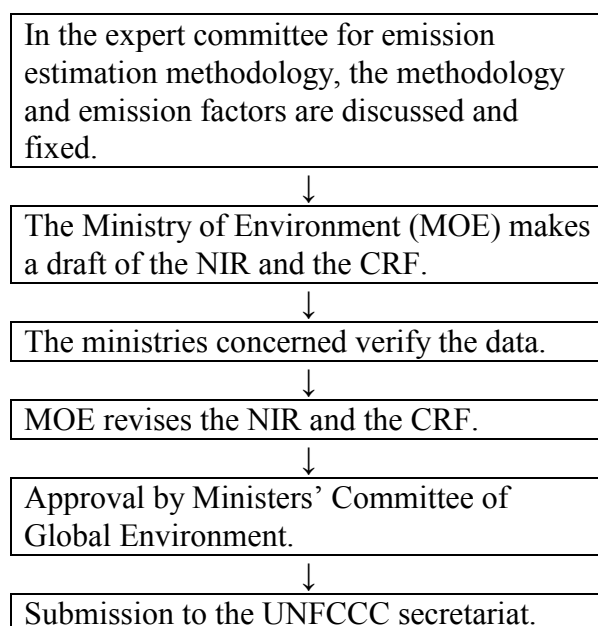 In the expert committee for emission
estimation methodology, the methodology
and emission factors are discussed and
fixed.
↓
The Ministry of Environment (MOE) makes
a draft of the NIR and the CRF.
↓
The ministries concerned verify the data.
↓
MOE revises the NIR and the CRF.
↓
Approval by Ministers’ Committee of
Global Environment.
↓
Submission to the UNFCCC secretariat.